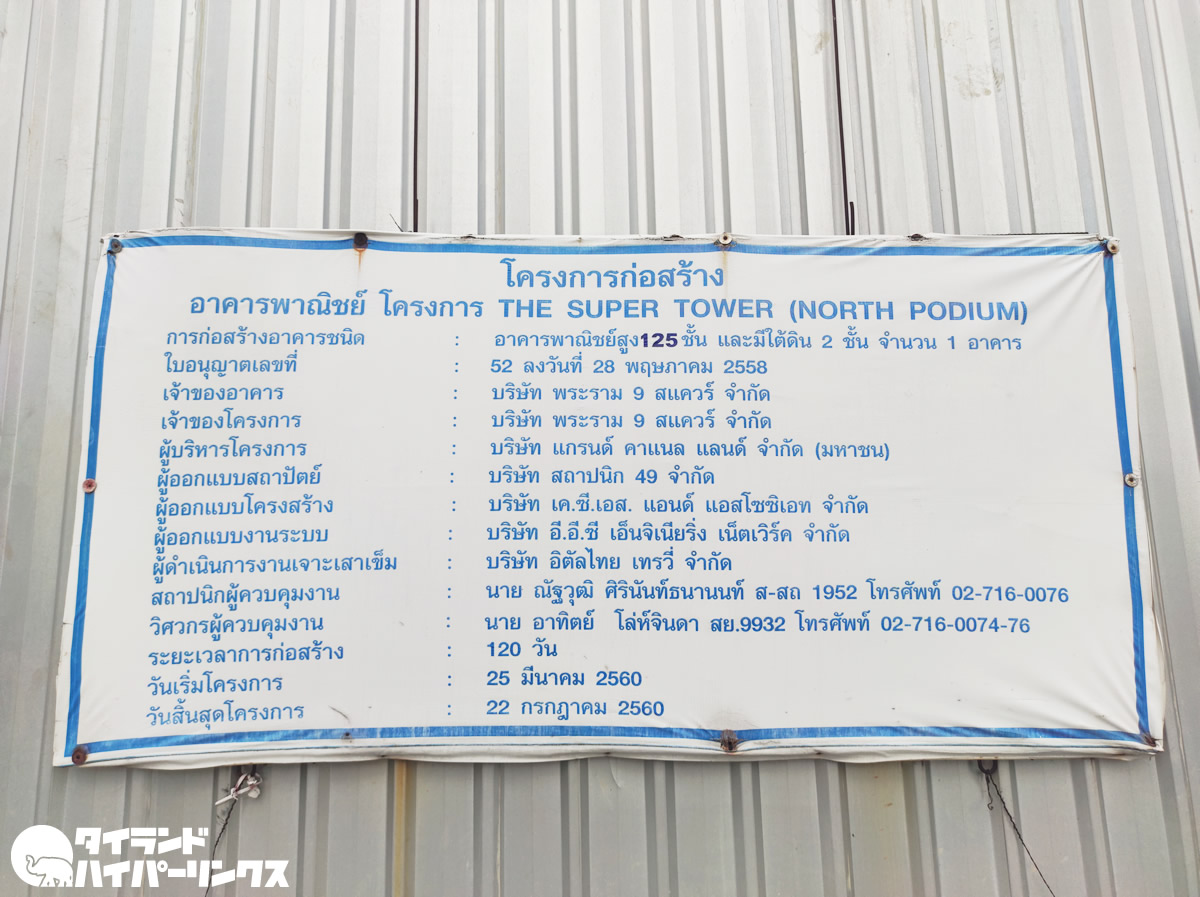 โครงการก่อสร้าง
อาคารพาณิชย์ โครงการ THE SUPER TOWER (NORTH PODIUM)
การก่อสร้างอาคารชนิด : อาคารพาณิชย์สูง125ชั้น และมีใต้ดิน 2 ชั้น จำนวน 1 อาคาร
ใบอนุญาตเลขที่ : 52 ลงวันที่ 28 พฤษภาคม 2558
เจ้าของอาคาร : บริษัท พระราม 9 สแควร์ จำกัด
เจ้าของโครงการ : บริษัท พระราม 9 สแควร์ จำกัด
ผู้บริหารโครงการ : บริษัท แกรนด์ คาแนล แลนด์ จำกัด (มหาชน)
ผู้ออกแบบสถาปัตย์ : บริษัท สถาปนิก 49 จำกัด
ผู้ออกแบบโครงสร้าง : บริษัท เค.ซี.เอส. แอนด์ แอสโซซิเอท จำกัด
ผู้ออกแบบงานระบบ : บริษัท อี.อี.ซี เอ็นจิเนียริ่ง เน็ตเวิร์ค จำกัด
ผู้ดำเนินการงานเจาะเสาเข็ม : บริษัท อิตัลไทย เทรวี่ จำกัด
สถาปนิกผู้ควบคุมงาน : นาย ณัฐวุฒิ ศิรินันท์ธนานนท์ ส-สถ 1952 โทรศัพท์ 02-716-0076
วิศวกรผู้ควบคุมงาน : นาย อาทิตย์ โล่ห์จินดา สย.9932 โทรศัพท์ 02-716-0074-76
ระยะเวลาการก่อสร้าง : 120 วัน
วันเริ่มโครงการ : 25 มีนาคม 2560
วันสิ้นสุดโครงการ : 22 กรกฎาคม 2560
タイランド
ハイパーリンクス